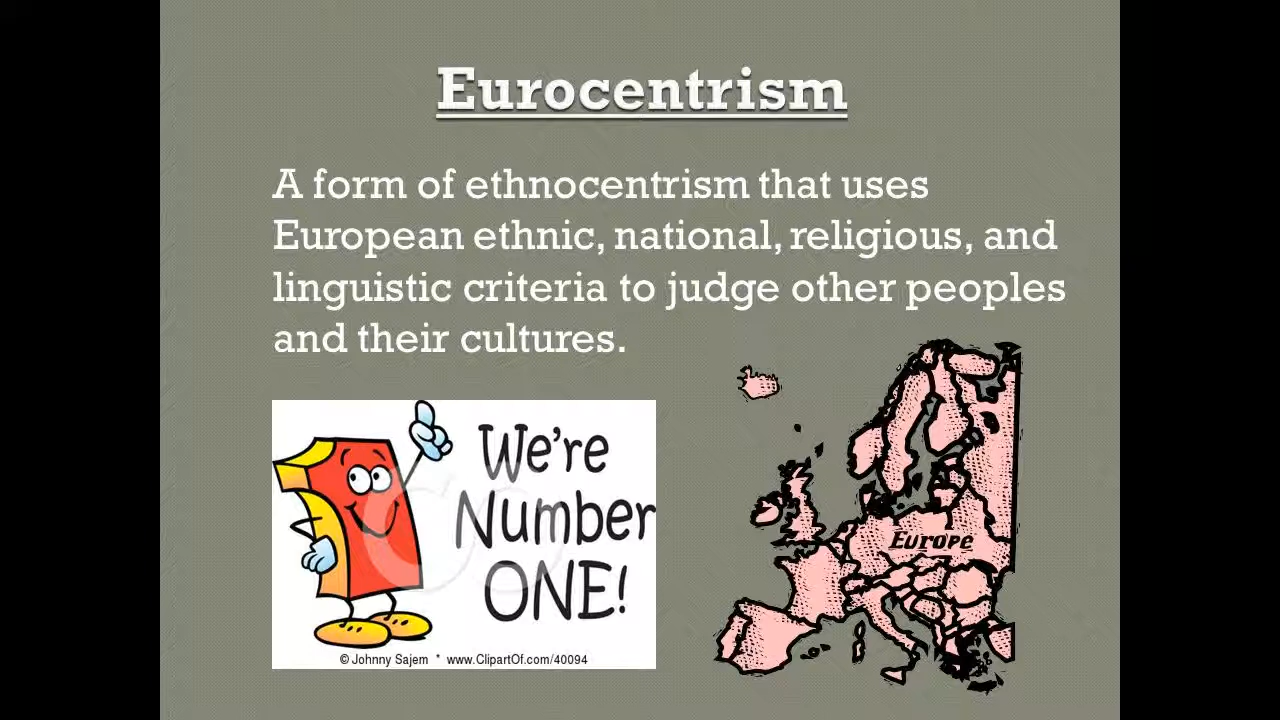 Eurocentrism
A form of ethnocentrism that uses
European ethnic, national, religious, and
linguistic criteria to judge other peoples
and their cultures.
We're
Number
ONE!
© Johnny Sajem * www.ClipartOf.com/40094
Europe